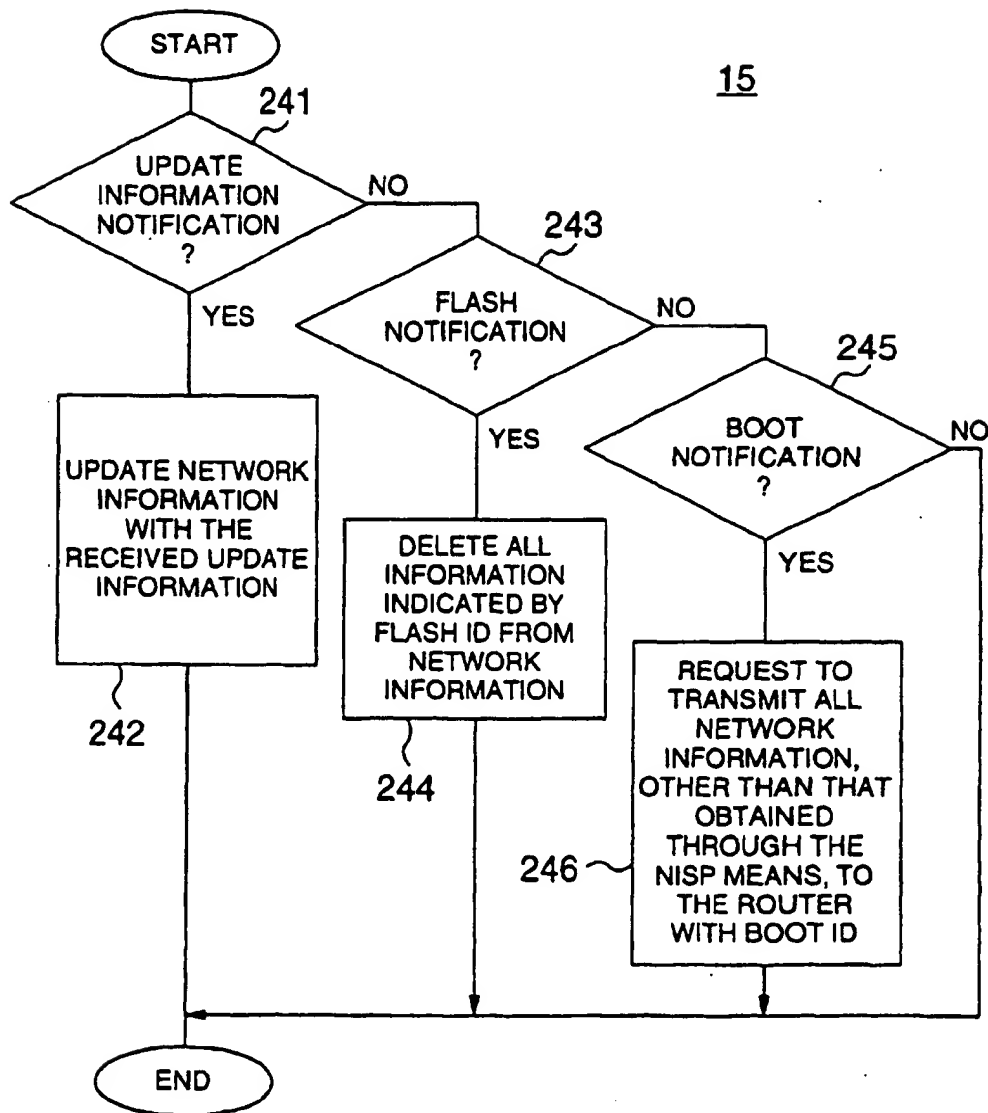 START
15
241
UPDATE
INFORMATION
NOTIFICATION
?
NO
YES
243
FLASH
NOTIFICATION
?
NO
YES
245
BOOT
NOTIFICATION
?
NO
YES
UPDATE NETWORK
INFORMATION
WITH THE
RECEIVED UPDATE
INFORMATION
242
DELETE ALL
INFORMATION
INDICATED BY
FLASH ID FROM
NETWORK
INFORMATION
244
REQUEST TO
TRANSMIT ALL
NETWORK
INFORMATION,
OTHER THAN THAT
OBTAINED
THROUGH THE
NISP MEANS, TO
THE ROUTER
WITH BOOT ID
246
END